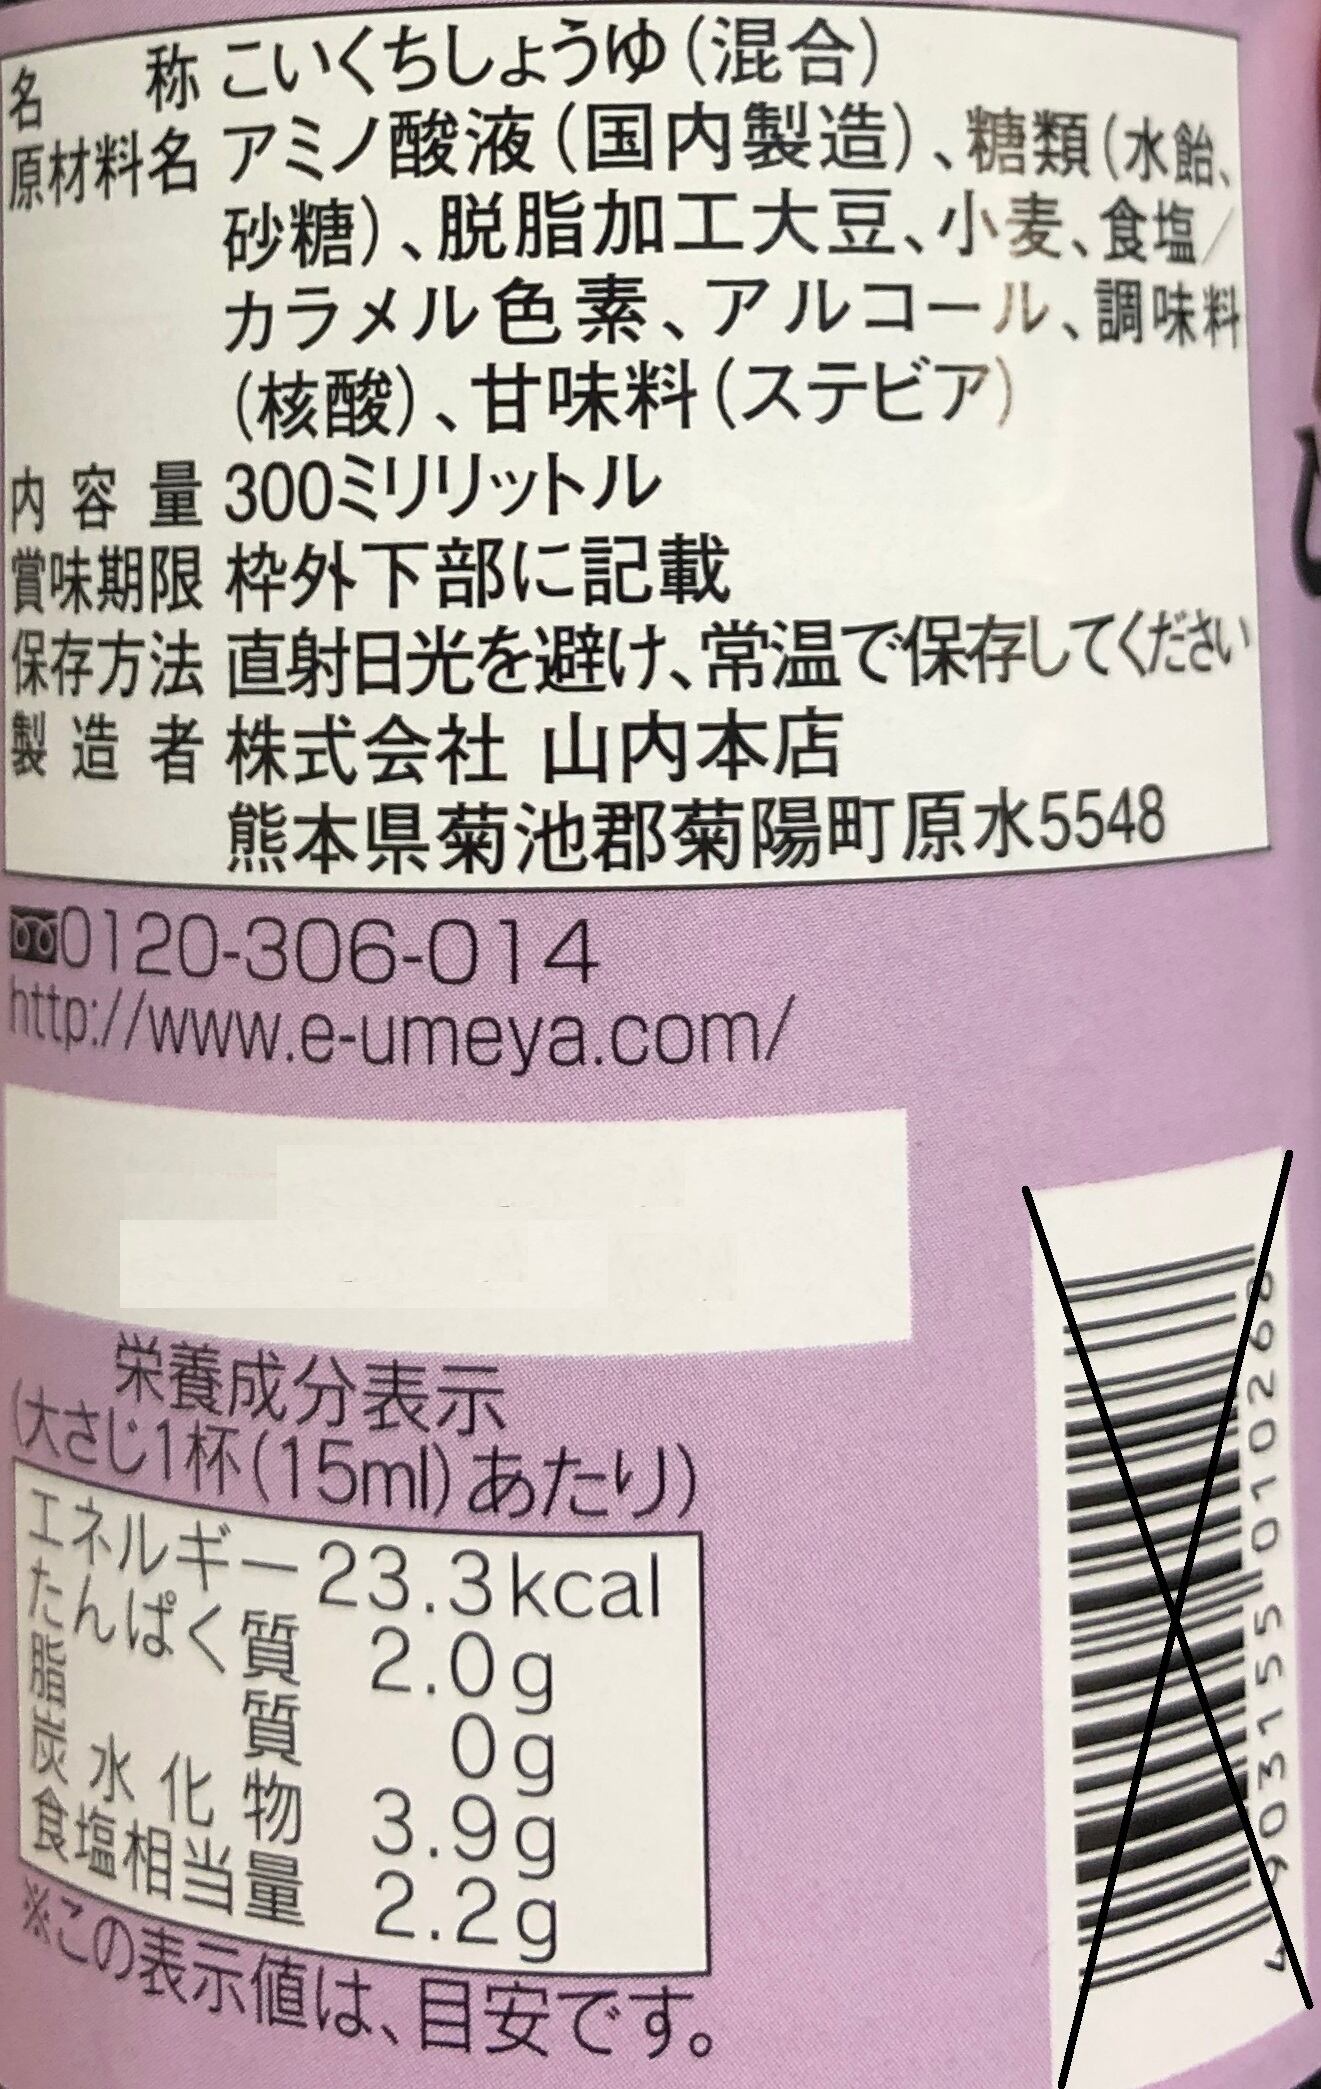 名称 こいくちしょうゆ(混合)
原材料名 アミノ酸液(国内製造)、糖類(水飴、
砂糖)、脱脂加工大豆、小麦、食塩/
カラメル色素、アルコール、調味料
(核酸)、甘味料(ステビア)
内容量 300ミリリットル
賞味期限 枠外下部に記載
保存方法 直射日光を避け、常温で保存してください
製造者 株式会社 山内本店
熊本県菊池郡菊陽町原水5548
0120-306-014
http://www.e-umeya.com/
栄養成分表示
(大さじ1杯(15ml)あたり)
エネルギー 23.3kcal
たんぱく質 2.0g
脂質 0g
炭水化物 3.9g
食塩相当量 2.2g
※この表示値は、目安です。
4903155010268